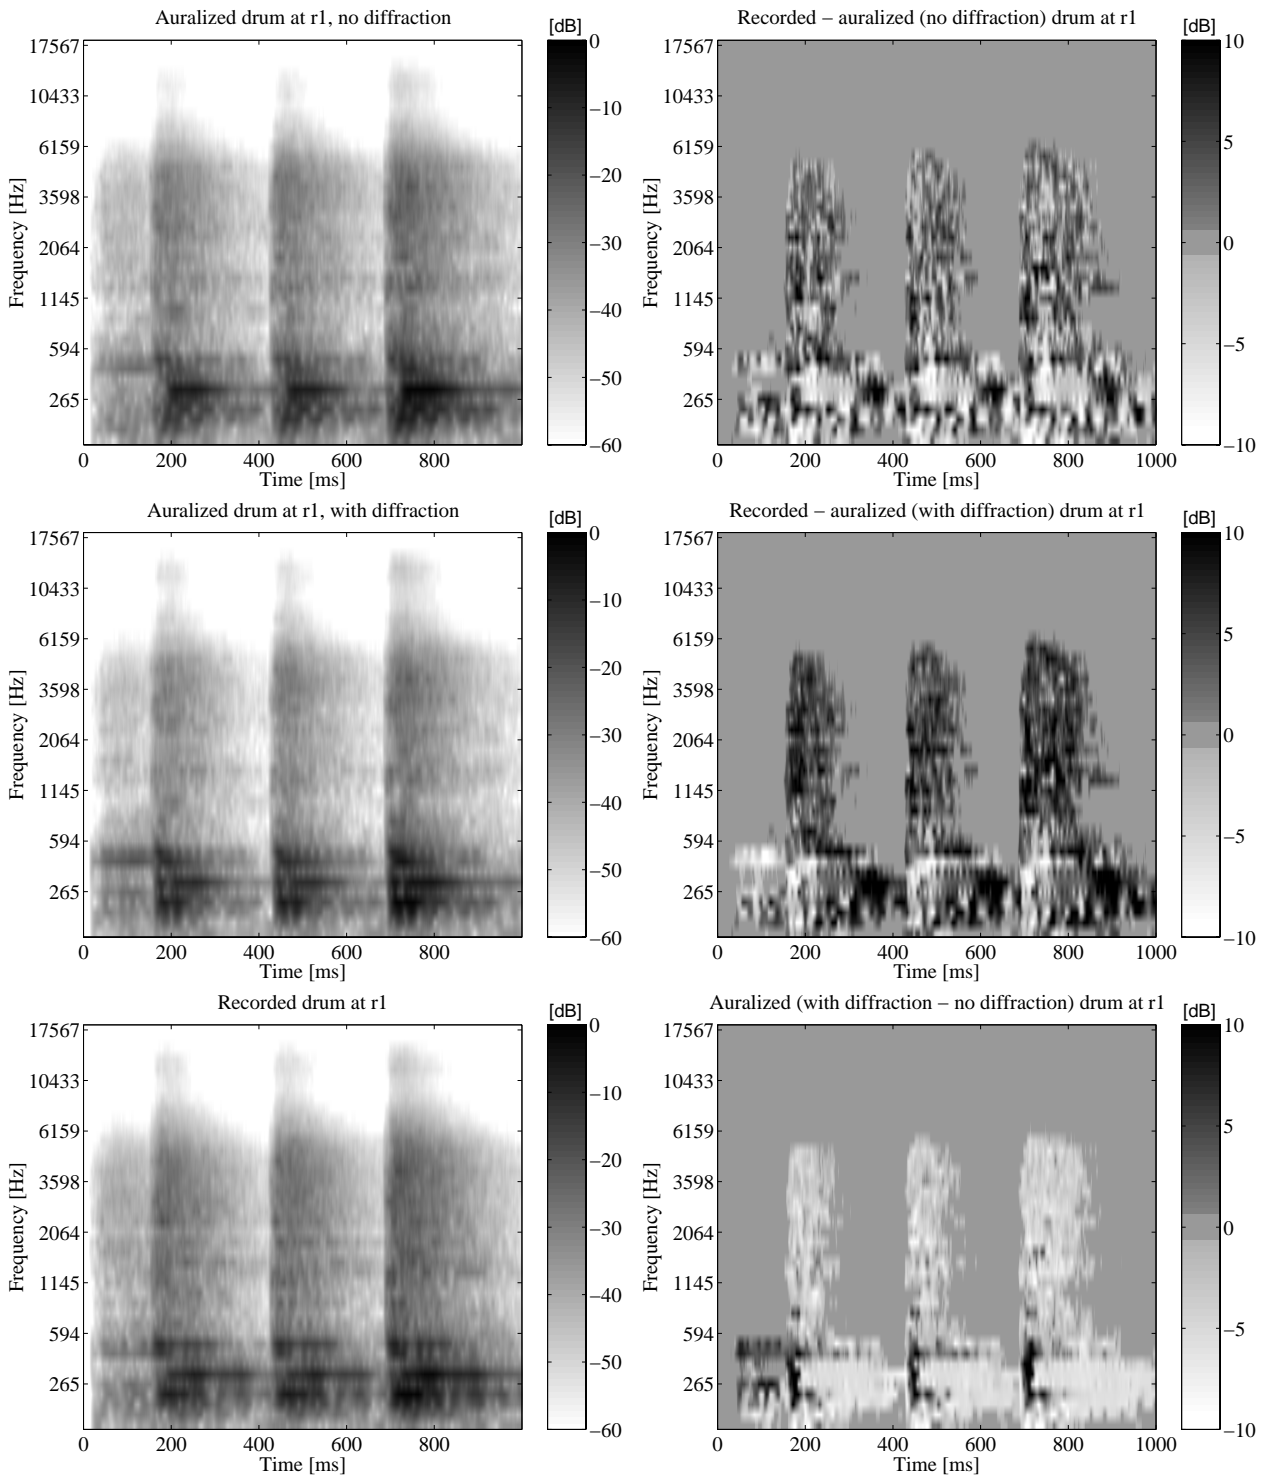 Auralized drum at r1, no diffraction
[dB]
17567
10433
6159
3598
2064
1145
594
265
Frequency [Hz]
0 200 400 600 800
Time [ms]
0
−10
−20
−30
−40
−50
−60
Recorded − auralized (no diffraction) drum at r1
[dB]
17567
10433
6159
3598
2064
1145
594
265
Frequency [Hz]
0 200 400 600 800 1000
Time [ms]
10
5
0
−5
−10
Auralized drum at r1, with diffraction
[dB]
17567
10433
6159
3598
2064
1145
594
265
Frequency [Hz]
0 200 400 600 800
Time [ms]
0
−10
−20
−30
−40
−50
−60
Recorded − auralized (with diffraction) drum at r1
[dB]
17567
10433
6159
3598
2064
1145
594
265
Frequency [Hz]
0 200 400 600 800 1000
Time [ms]
10
5
0
−5
−10
Recorded drum at r1
[dB]
17567
10433
6159
3598
2064
1145
594
265
Frequency [Hz]
0 200 400 600 800
Time [ms]
0
−10
−20
−30
−40
−50
−60
Auralized (with diffraction − no diffraction) drum at r1
[dB]
17567
10433
6159
3598
2064
1145
594
265
Frequency [Hz]
0 200 400 600 800 1000
Time [ms]
10
5
0
−5
−10